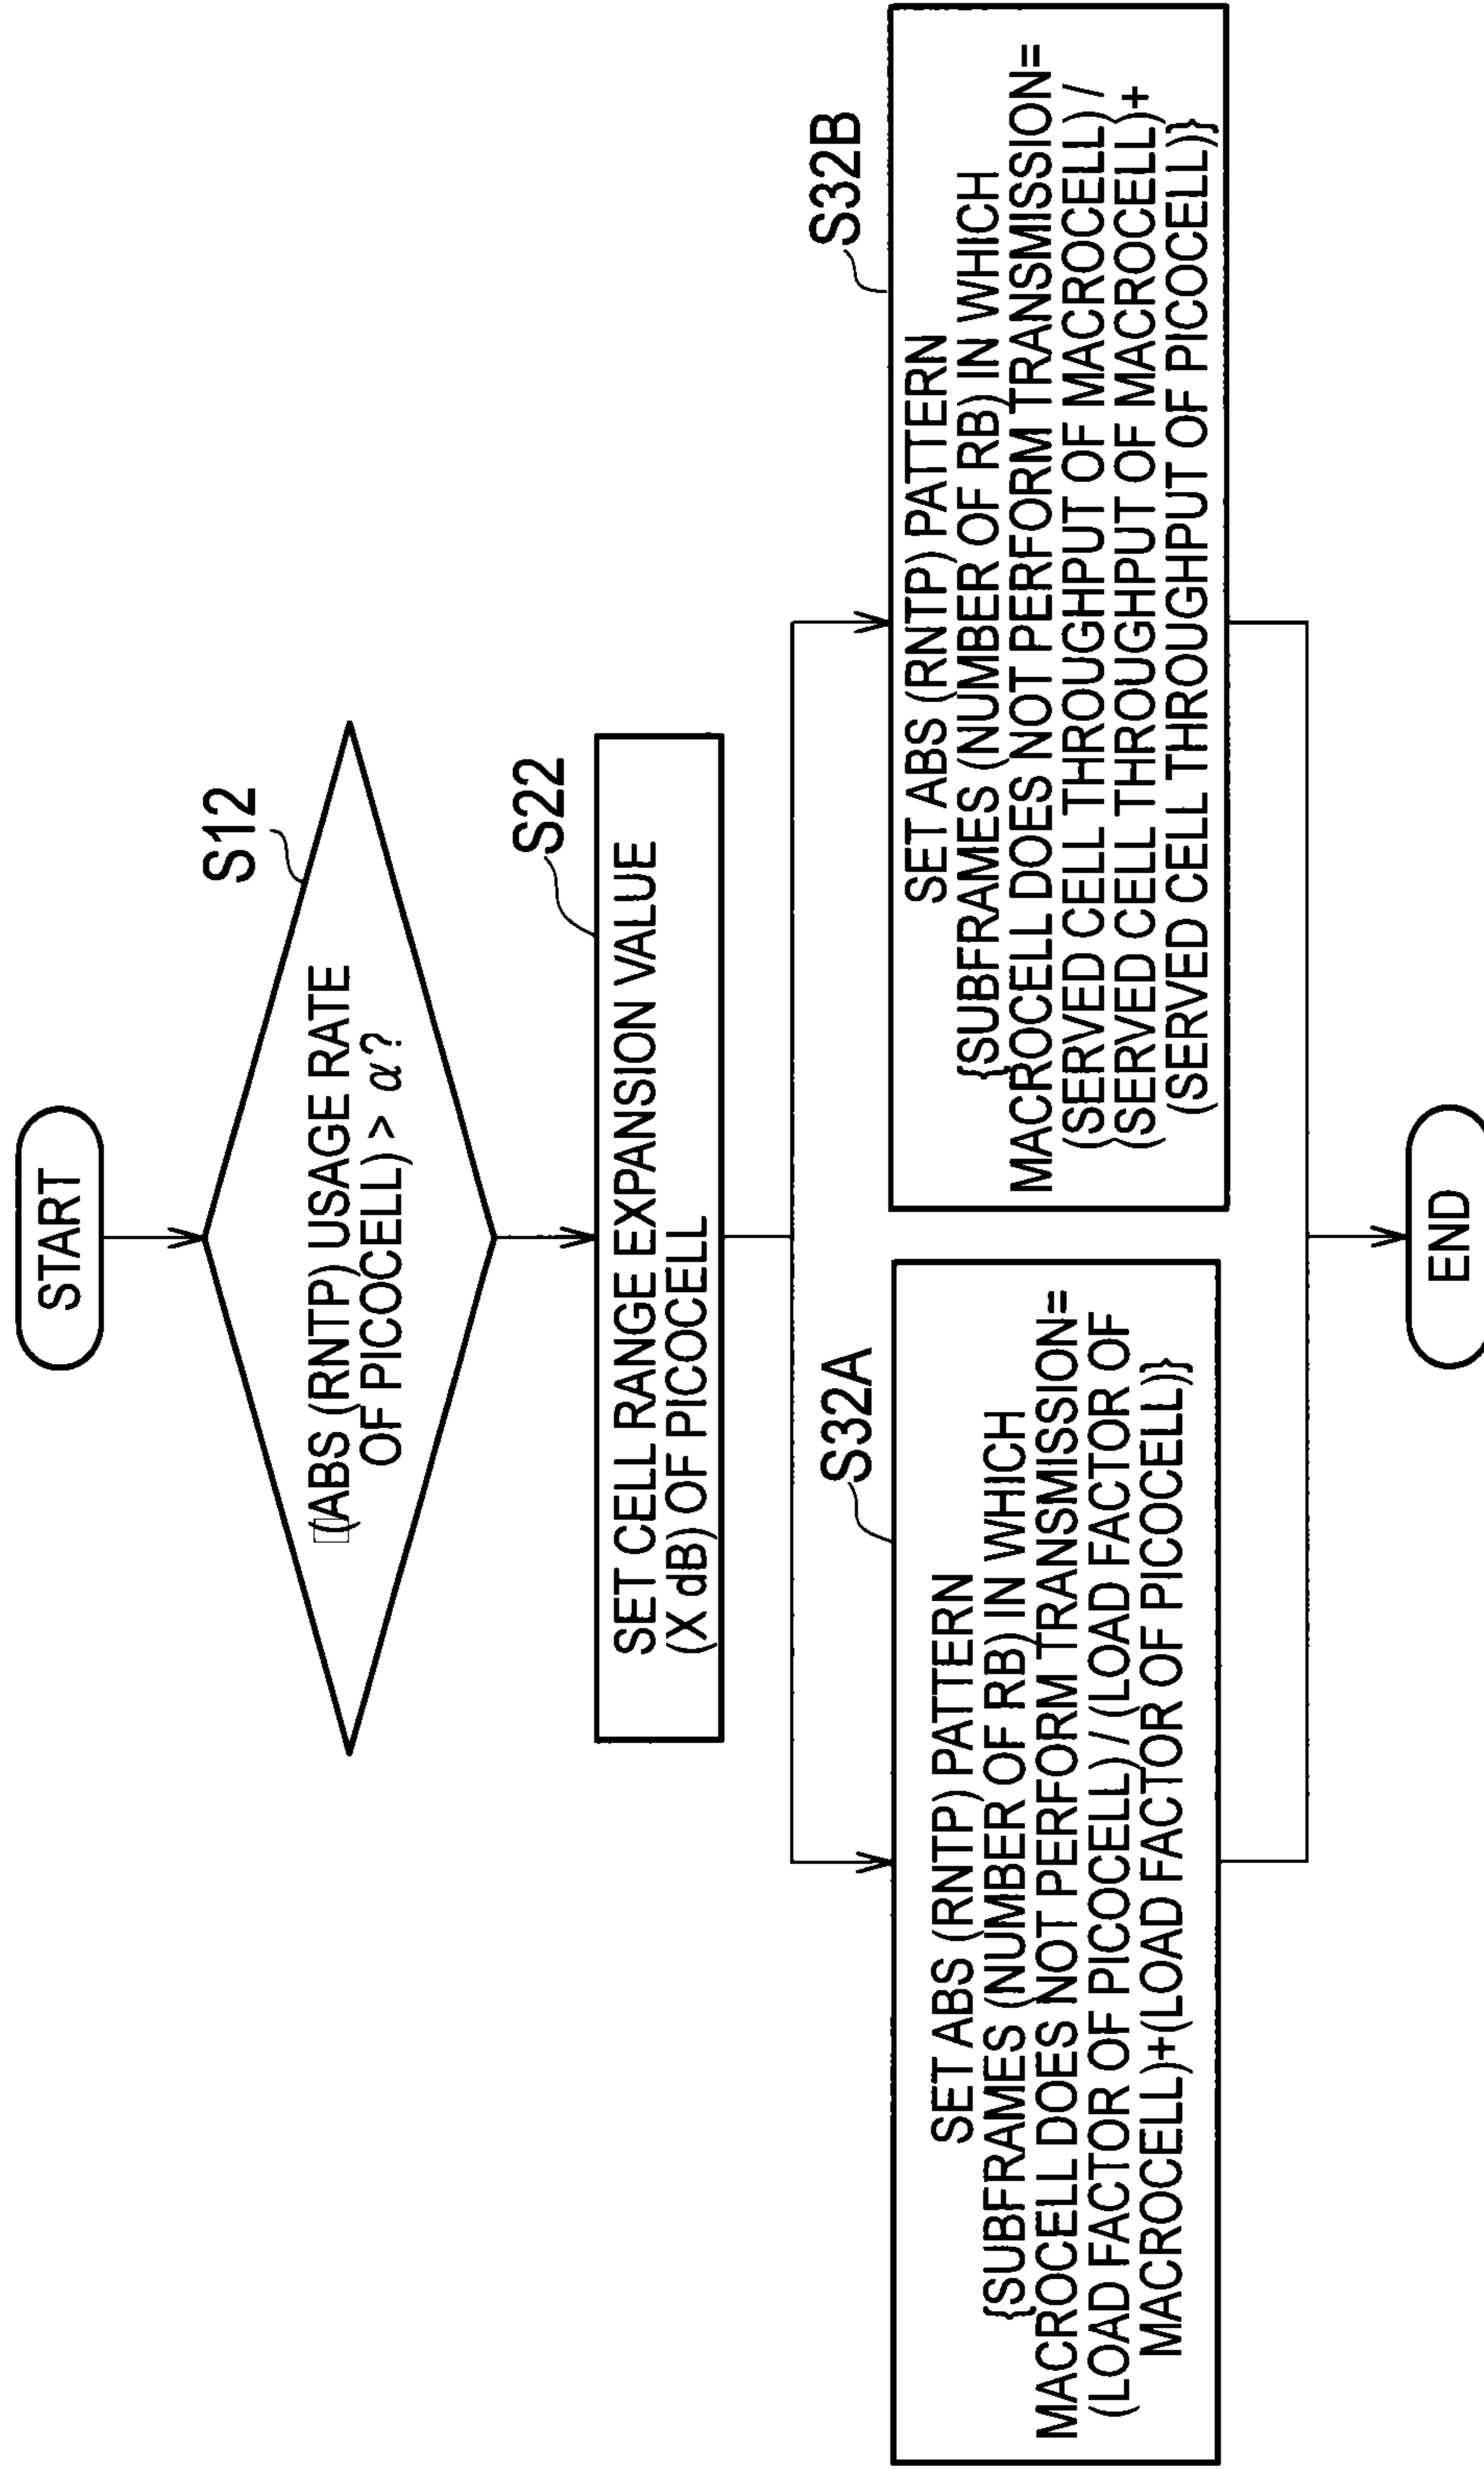 START
S12
(ABS (RNTP) USAGE RATE
OF PICOCELL) > α?
S22
SET CELL RANGE EXPANSION VALUE
(X dB) OF PICOCELL
S32A
SET ABS (RNTP) PATTERN
{SUBFRAMES (NUMBER OF RB) IN WHICH
MACROCELL DOES NOT PERFORM TRANSMISSION=
(LOAD FACTOR OF PICOCELL) / (LOAD FACTOR OF
MACROCELL)+(LOAD FACTOR OF PICOCELL)}
S32B
SET ABS (RNTP) PATTERN
{SUBFRAMES (NUMBER OF RB) IN WHICH
MACROCELL DOES NOT PERFORM TRANSMISSION=
(SERVED CELL THROUGHPUT OF MACROCELL) /
(SERVED CELL THROUGHPUT OF MACROCELL)+
(SERVED CELL THROUGHPUT OF PICOCELL)}
END